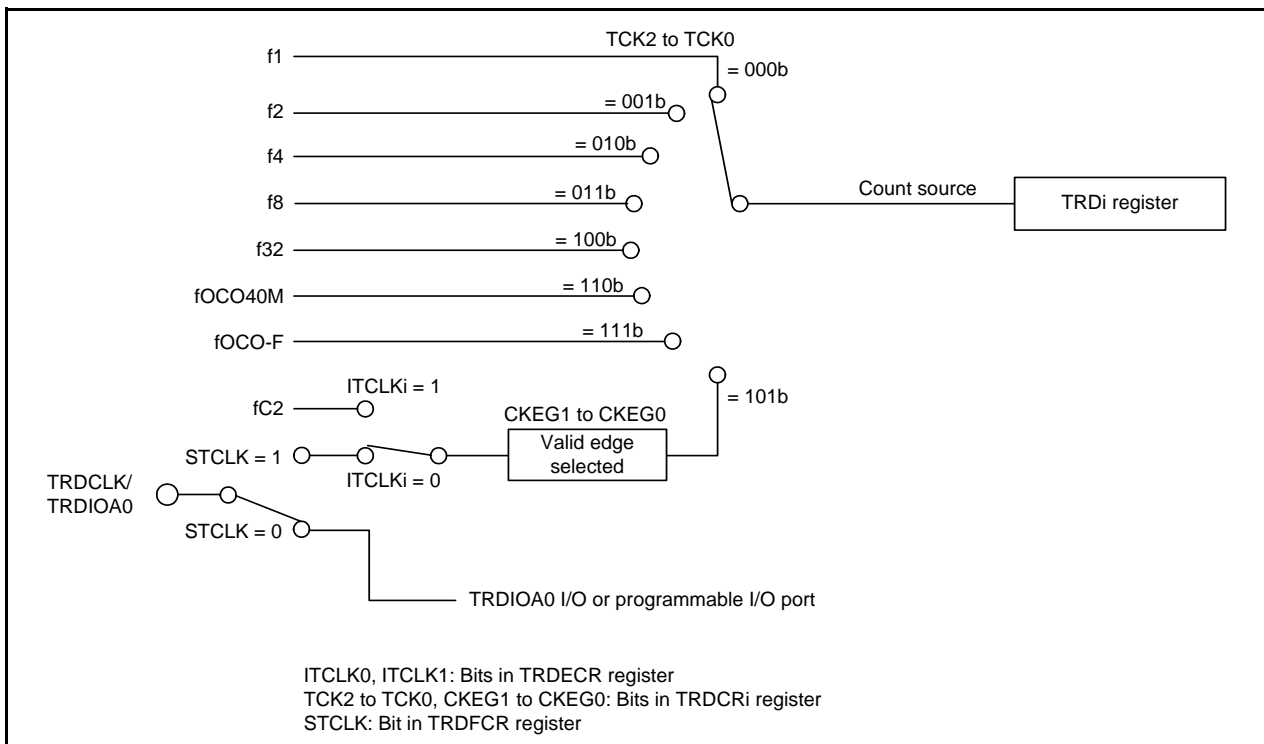 TCK2 to TCK0
f1
= 000b
f2
= 001b
f4
= 010b
f8
= 011b
Count source
TRDi register
f32
= 100b
fOCO40M
= 110b
fOCO-F
= 111b
ITCLKi = 1
fC2
= 101b
CKEG1 to CKEG0
Valid edge
selected
STCLK = 1
ITCLKi = 0
TRDCLK/
TRDIOA0
STCLK = 0
TRDIOA0 I/O or programmable I/O port
ITCLK0, ITCLK1: Bits in TRDECR register
TCK2 to TCK0, CKEG1 to CKEG0: Bits in TRDCRi register
STCLK: Bit in TRDFCR register